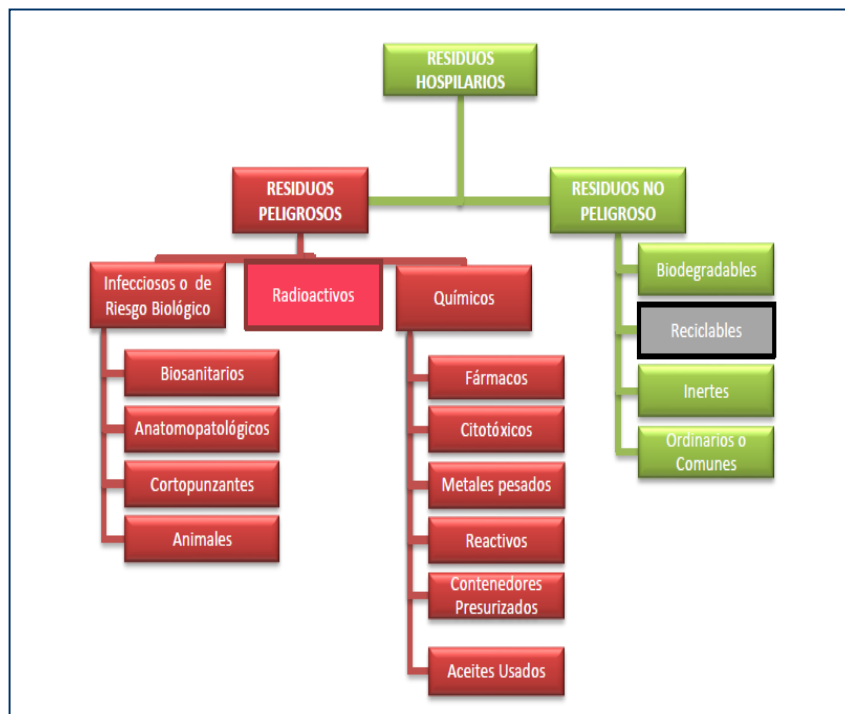 RESIDUOS
HOSPILARIOS
RESIDUOS
PELIGROSOS
RESIDUOS NO
PELIGROSO
Infecciosos o de
Riesgo Biológico
Radioactivos
Químicos
Biodegradables
Reciclables
Inertes
Ordinarios o
Comunes
Biosanitarios
Anatomopatológicos
Cortopunzantes
Animales
Fármacos
Citotóxicos
Metales pesados
Reactivos
Contenedores
Presurizados
Aceites Usados